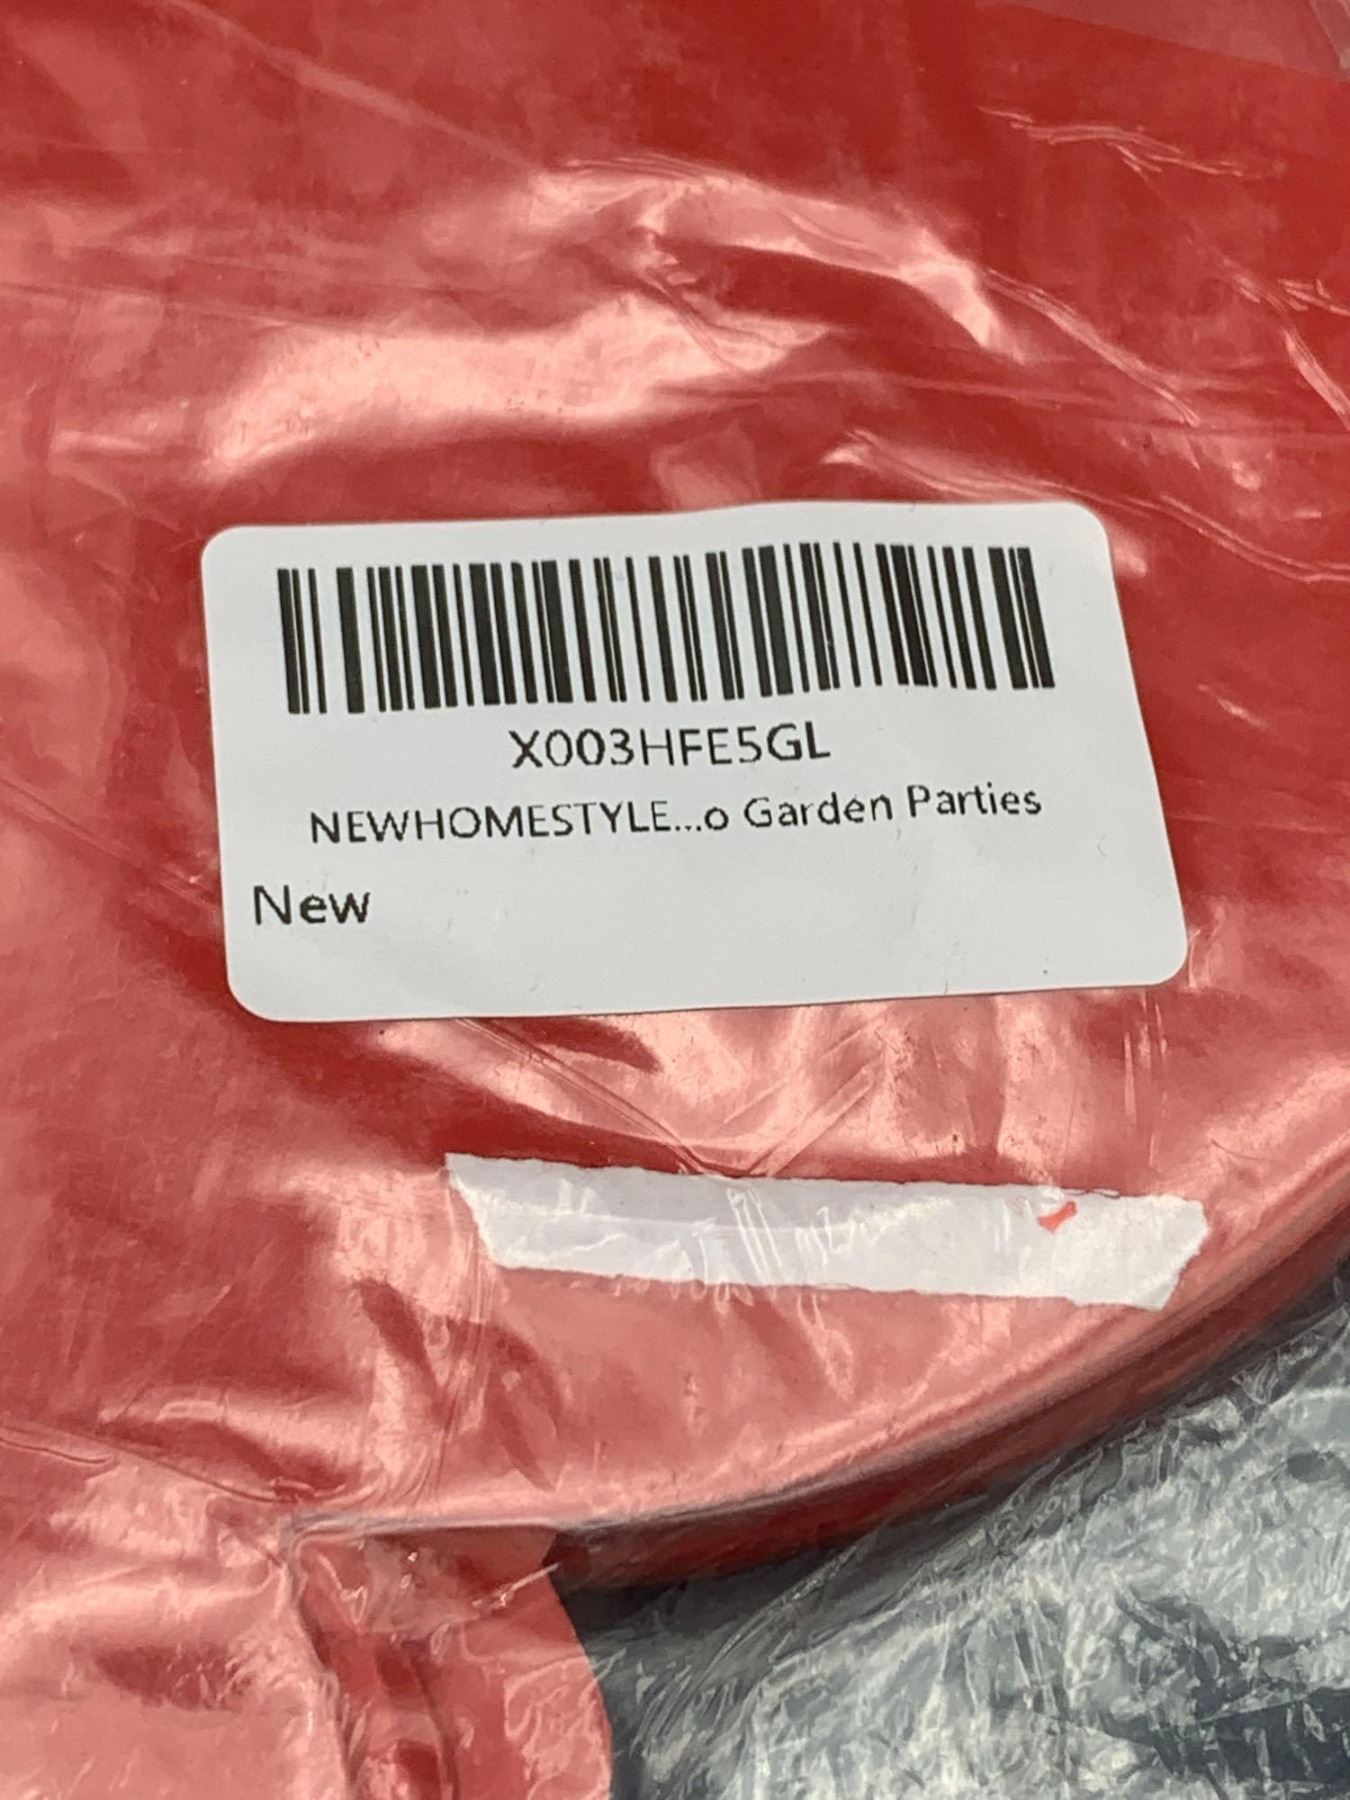 X003HFE5GL
NEWHOMESTYLE...o Garden Parties
New